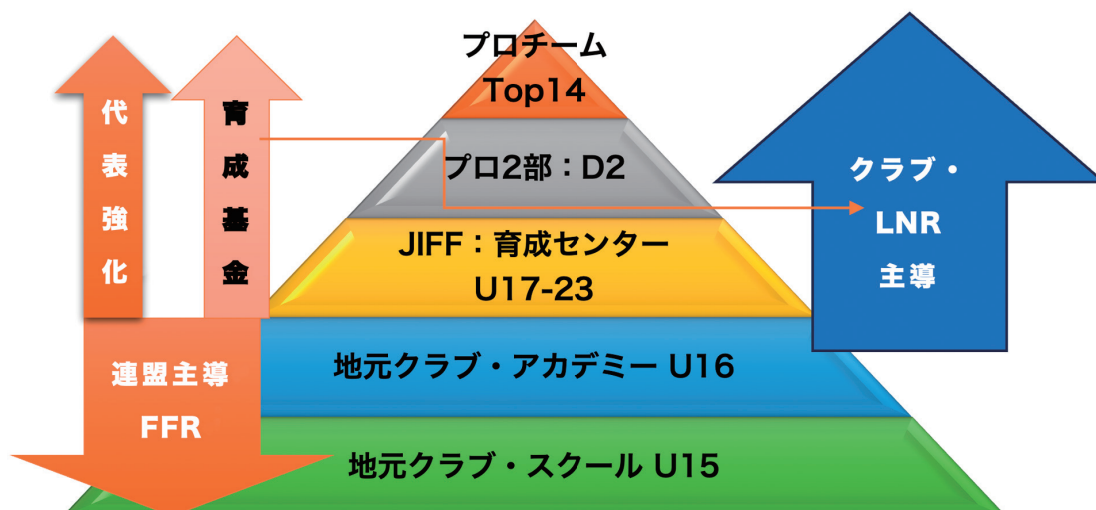 プロチーム
Top14
プロ2部：D2
JIFF：育成センター
U17-23
地元クラブ・アカデミー U16
地元クラブ・スクール U15
代表強化
育成基金
連盟主導
FFR
クラブ・
LNR
主導